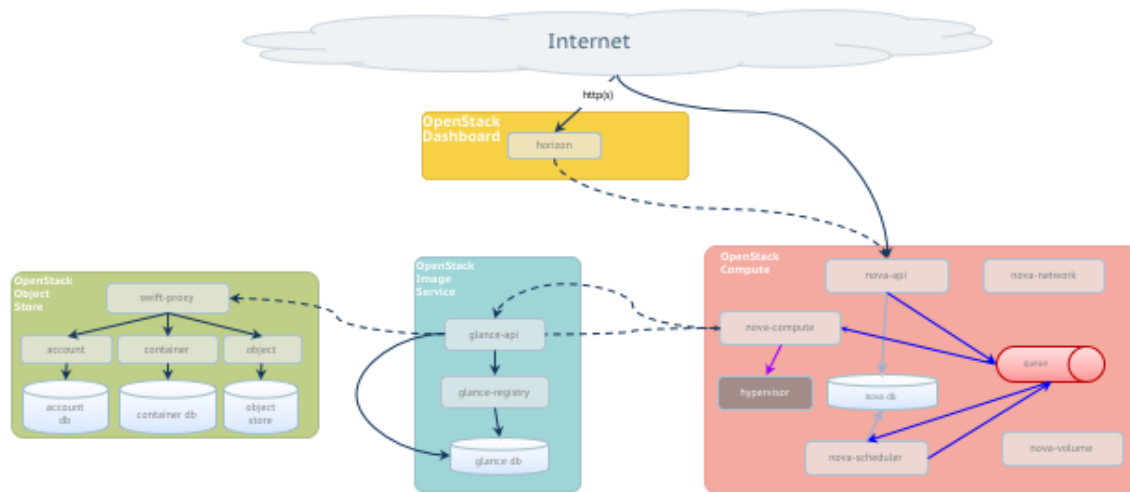 Internet
http(s)
OpenStack
Dashboard
horizon
OpenStack
Object
Store
swift-proxy
account
container
object
account
db
container db
object
store
OpenStack
Image
Service
glance-api
glance-registry
glance db
OpenStack
Compute
nova-api
nova-network
nova-compute
queue
hypervisor
nova db
nova-scheduler
nova-volume